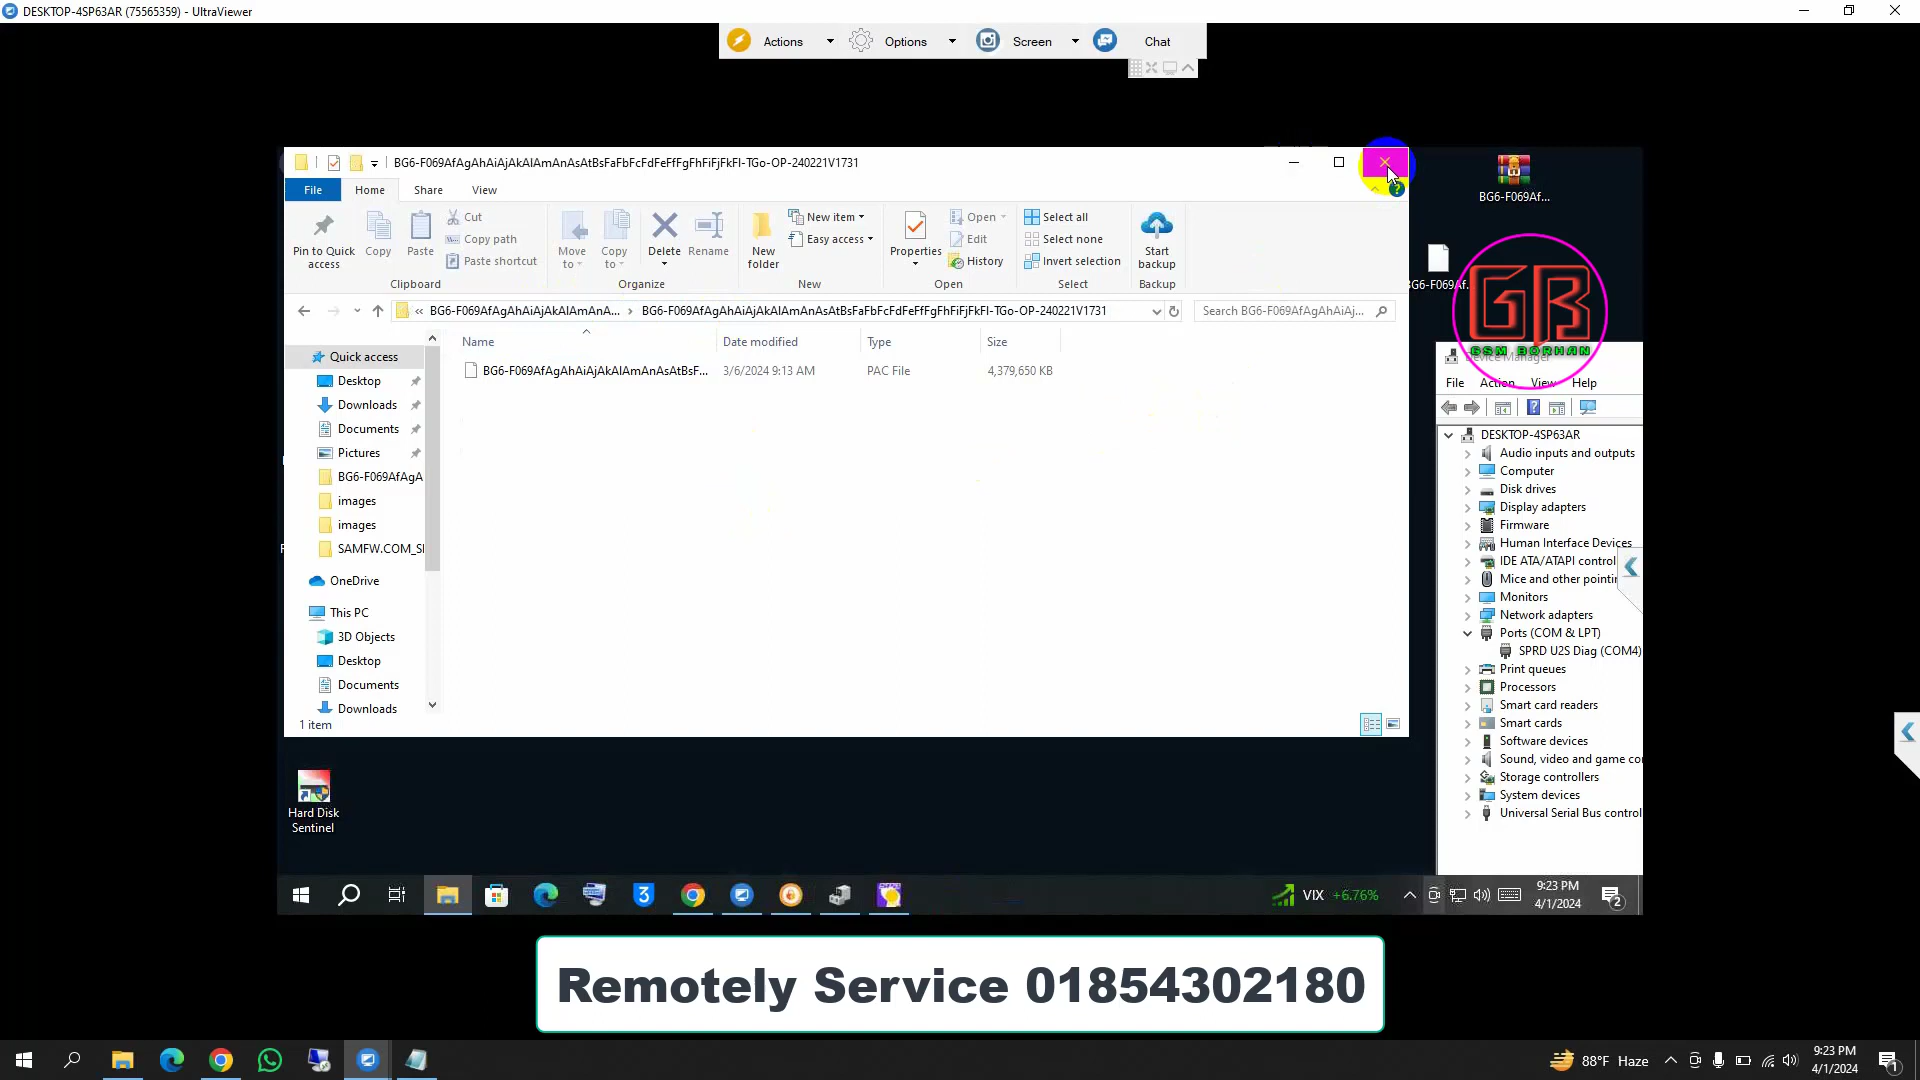 DESKTOP-4SP63AR (75565359) - UltraViewer
Actions Options Screen Chat
BG6-F069AfAgAhAiAjAkAlAmAnAsAtBsFaFbFcFdFeFfFgFhFiFjFkFl-TGo-OP-240221V1731
File Home Share View
Pin to Quick access
Copy
Paste
Cut
Copy path
Paste shortcut
Clipboard
Move to
Copy to
Delete
Rename
Organize
New folder
New item
Easy access
New
Properties
Open
Edit
History
Open
Select all
Select none
Invert selection
Select
Start backup
Backup
« BG6-F069AfAgAhAiAjAkAlAmAnA... › BG6-F069AfAgAhAiAjAkAlAmAnAsAtBsFaFbFcFdFeFfFgFhFiFjFkFl-TGo-OP-240221V1731
Search BG6-F069AfAgAhAiAj...
Name Date modified Type Size
BG6-F069AfAgAhAiAjAkAlAmAnAsAtBsF... 3/6/2024 9:13 AM PAC File 4,379,650 KB
Quick access
Desktop
Downloads
Documents
Pictures
BG6-F069AfAgA
images
images
SAMFW.COM_S
OneDrive
This PC
3D Objects
Desktop
Documents
Downloads
1 item
BG6-F069Af...
BG6-F069Af.
GB
GSM BORHAN
Device Manager
File Action View Help
DESKTOP-4SP63AR
Audio inputs and outputs
Computer
Disk drives
Display adapters
Firmware
Human Interface Devices
IDE ATA/ATAPI control
Mice and other pointin
Monitors
Network adapters
Ports (COM & LPT)
SPRD U2S Diag (COM4)
Print queues
Processors
Smart card readers
Smart cards
Software devices
Sound, video and game co
Storage controllers
System devices
Universal Serial Bus control
Hard Disk Sentinel
VIX +6.76%
9:23 PM
4/1/2024
2
Remotely Service 01854302180
88°F Haze
9:23 PM
4/1/2024
1